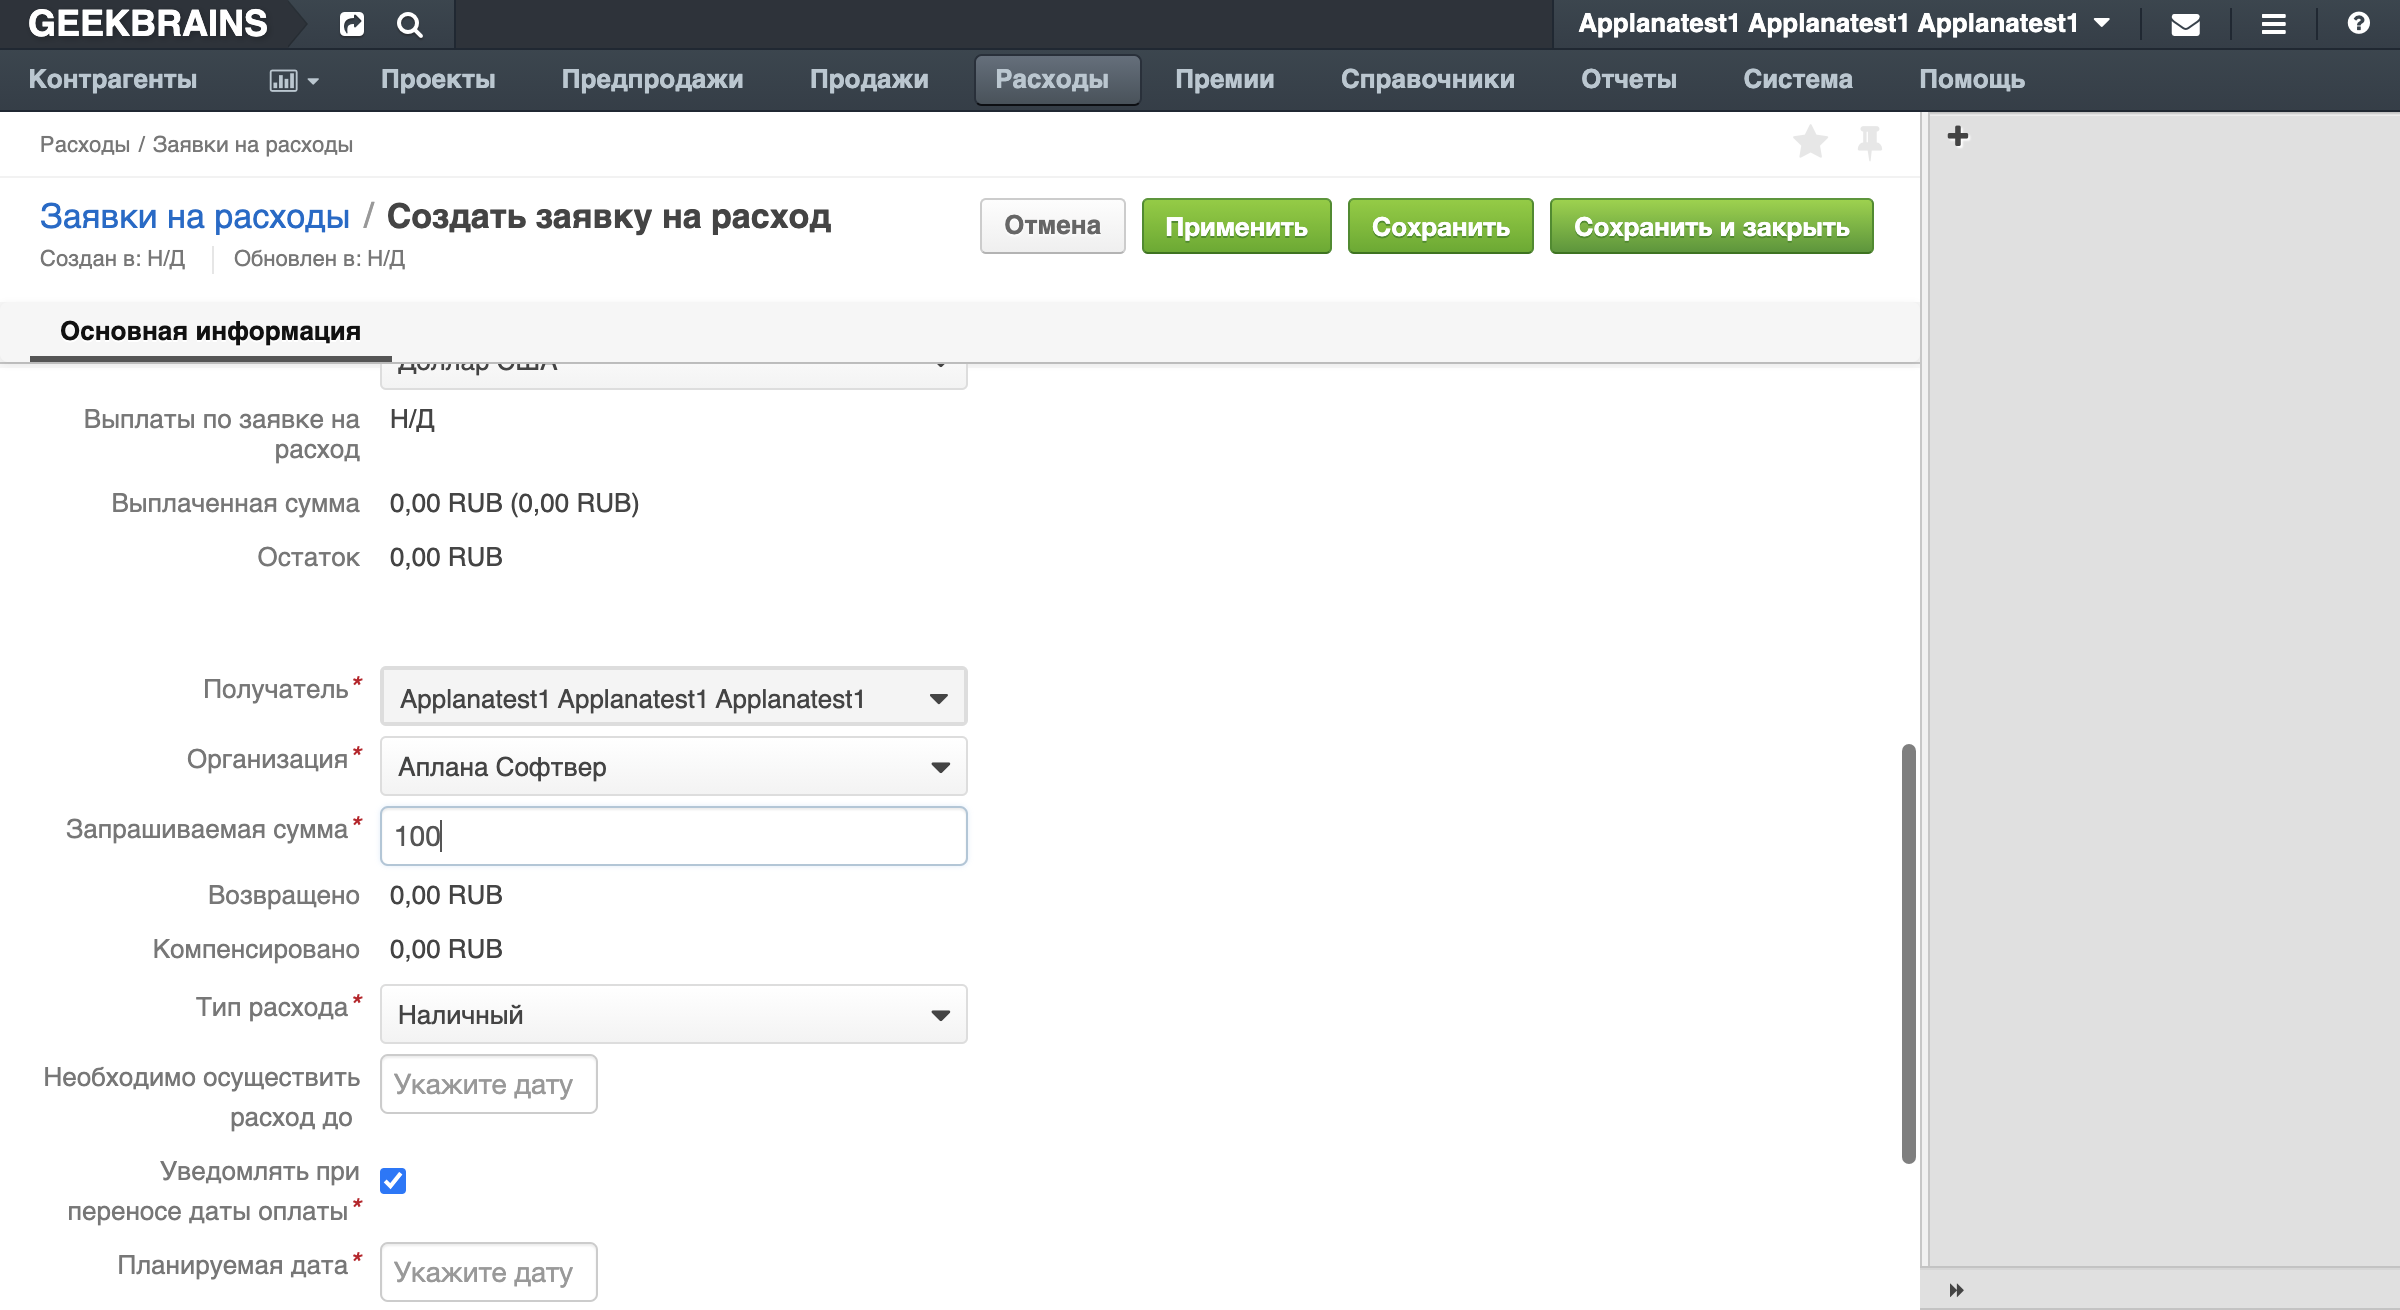 GEEKBRAINS
Applanatest1 Applanatest1 Applanatest1
Контрагенты Проекты Предпродажи Продажи Расходы Премии Справочники Отчеты Система Помощь
Расходы / Заявки на расходы
Заявки на расходы / Создать заявку на расход
Отмена Применить Сохранить Сохранить и закрыть
Создан в: Н/Д Обновлен в: Н/Д
Основная информация
Доллар США
Выплаты по заявке на Н/Д
расход
Выплаченная сумма 0,00 RUB (0,00 RUB)
Остаток 0,00 RUB
Получатель* Applanatest1 Applanatest1 Applanatest1
Организация* Аплана Софтвер
Запрашиваемая сумма* 100
Возвращено 0,00 RUB
Компенсировано 0,00 RUB
Тип расхода* Наличный
Необходимо осуществить Укажите дату
расход до
Уведомлять при
переносе даты оплаты*
Планируемая дата* Укажите дату